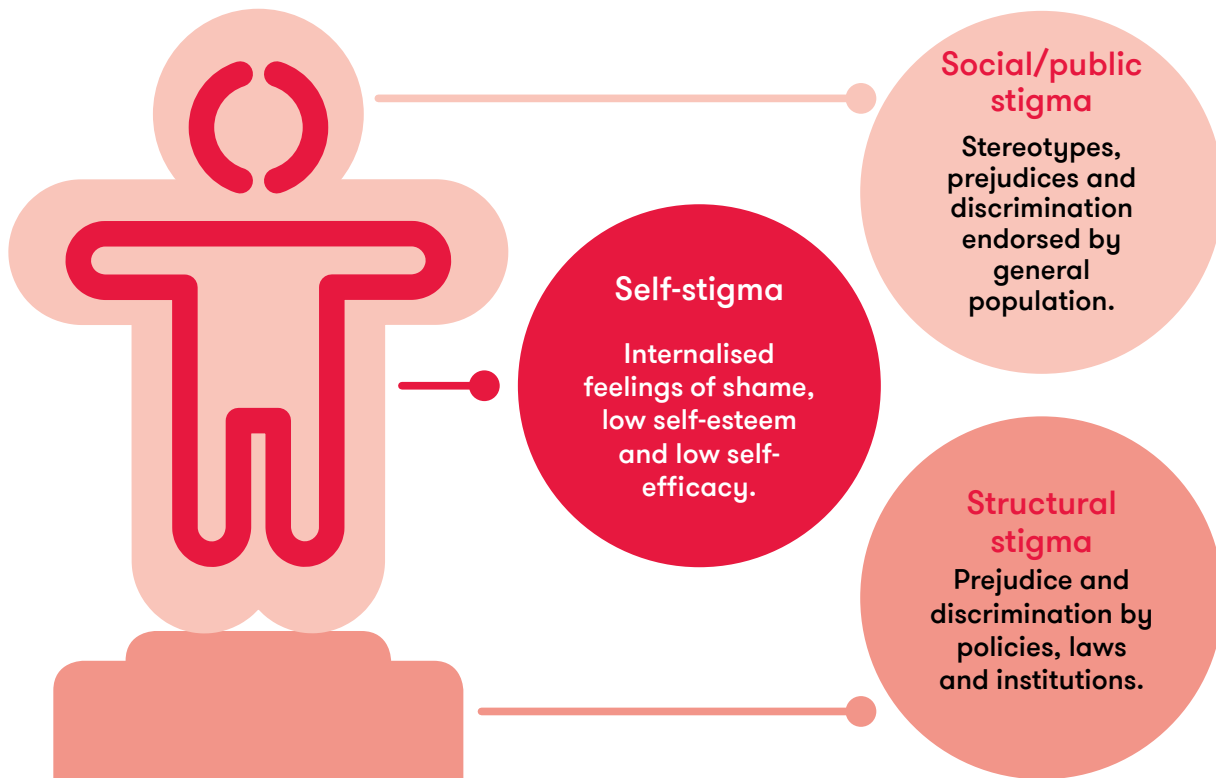 Social/public
stigma
Stereotypes,
prejudices and
discrimination
endorsed by
general
population.
Self-stigma
Internalised
feelings of shame,
low self-esteem
and low self-
efficacy.
Structural
stigma
Prejudice and
discrimination by
policies, laws
and institutions.